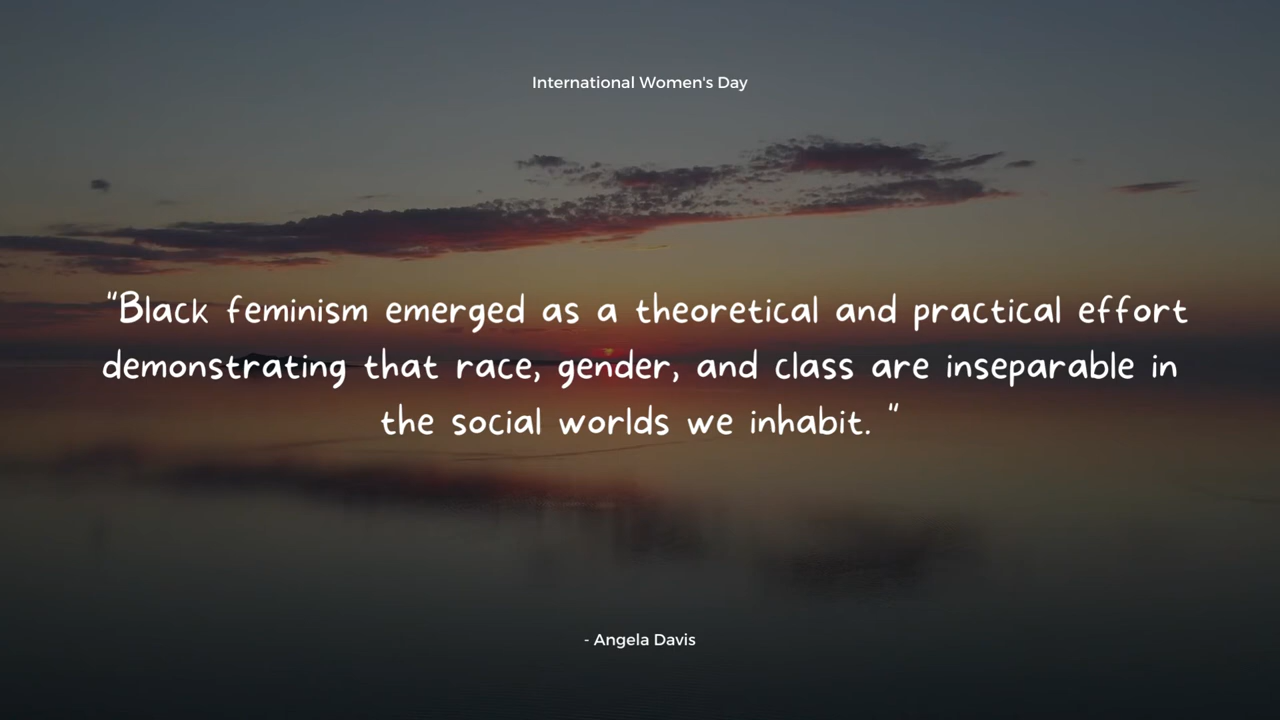 International Women's Day
"Black feminism emerged as a theoretical and practical effort
demonstrating that race, gender, and class are inseparable in
the social worlds we inhabit. "
- Angela Davis